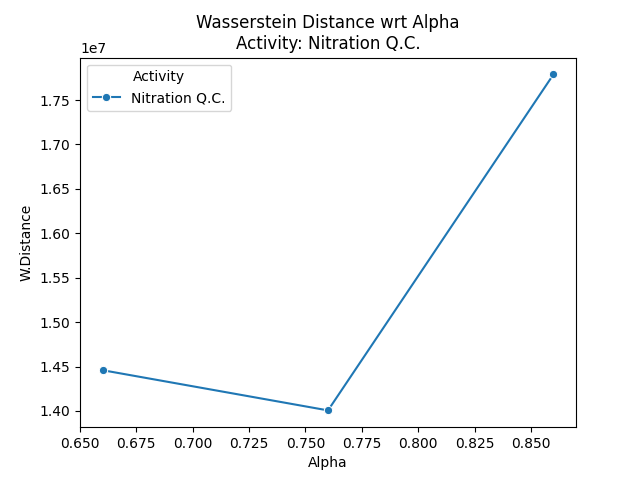 Wasserstein Distance wrt Alpha
Activity: Nitration Q.C.
1e7
Activity
Nitration Q.C.
1.75
1.70
1.65
1.60
1.55
1.50
1.45
1.40
W.Distance
0.650 0.675 0.700 0.725 0.750 0.775 0.800 0.825 0.850
Alpha